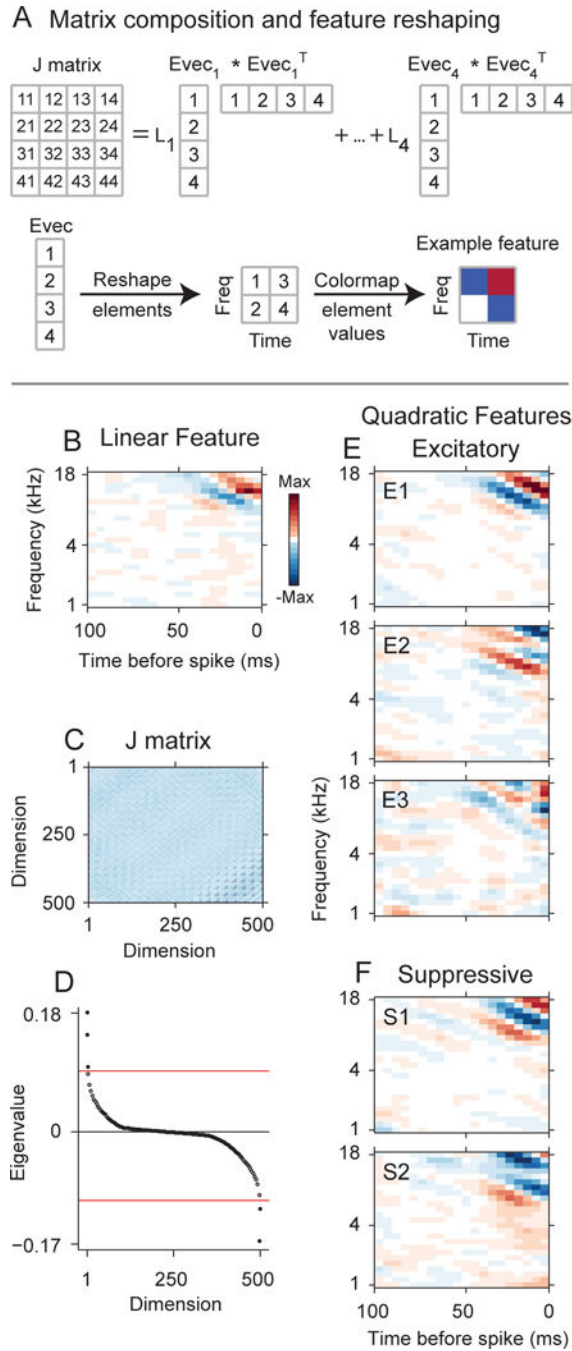 A Matrix composition and feature reshaping
J matrix
Evec1 * Evec1T
Evec4 * Evec4T
11 12 13 14
21 22 23 24
31 32 33 34
41 42 43 44
= L1
1
2
3
4
1 2 3 4
+ ... + L4
1
2
3
4
1 2 3 4
Evec
1
2
3
4
Reshape
elements
Freq
1 3
2 4
Time
Colormap
element
values
Example feature
Freq
Time
B Linear Feature
Frequency (kHz)
18
4
1
100 50 0
Time before spike (ms)
Max
-Max
C J matrix
Dimension
1
250
500
1 250 500
Dimension
D
Eigenvalue
0.18
0
−0.17
1 250 500
Dimension
Quadratic Features
E Excitatory
E1
18
4
1
E2
18
4
1
E3
Frequency (kHz)
18
4
1
F Suppressive
S1
18
4
1
S2
18
4
1
100 50 0
Time before spike (ms)